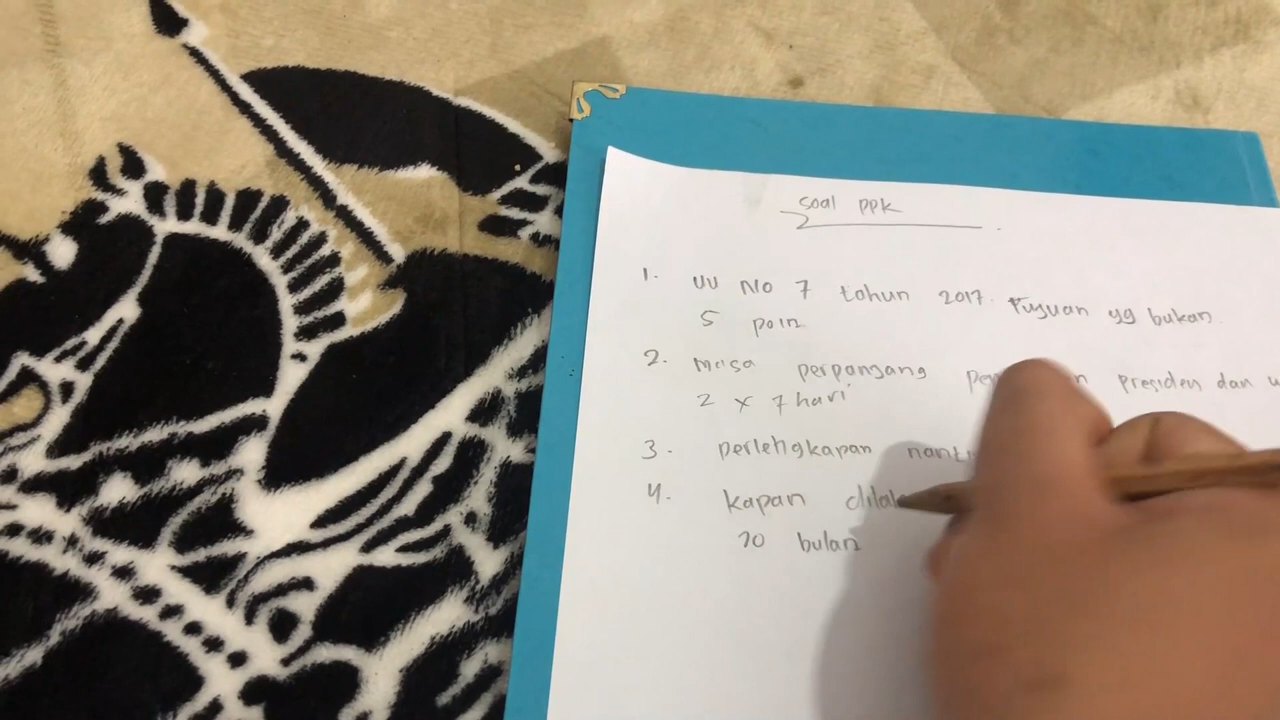 soal ppk
1. UU No 7 tahun 2017. Tujuan yg bukan.
5 poin
2. masa perpanjang presiden dan
2 x 7 hari
3. perlengkapan
4. kapan
20 bulan